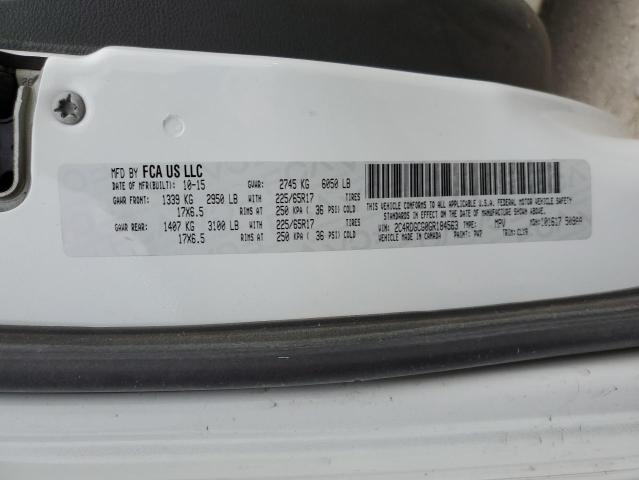 MFD BY FCA US LLC
DATE OF MFR(BUILT): 10-15 GVWR: 2745 KG 6050 LB
GAWR FRONT: 1339 KG 2950 LB WITH 225/65R17 TIRES
17X6.5 RIMS AT 250 KPA ( 36 PSI) COLD
GAWR REAR: 1407 KG 3100 LB WITH 225/65R17 TIRES
17X6.5 RIMS AT 250 KPA ( 36 PSI) COLD
THIS VEHICLE CONFORMS TO ALL APPLICABLE U.S.A. FEDERAL MOTOR VEHICLE SAFETY
STANDARDS IN EFFECT ON THE DATE OF MANUFACTURE SHOWN ABOVE.
VIN: 2C4RDGCG0GR184563 TYPE: MPV MDH: 101617
VEHICLE MADE IN CANADA PAINT: PW7 TRIM: